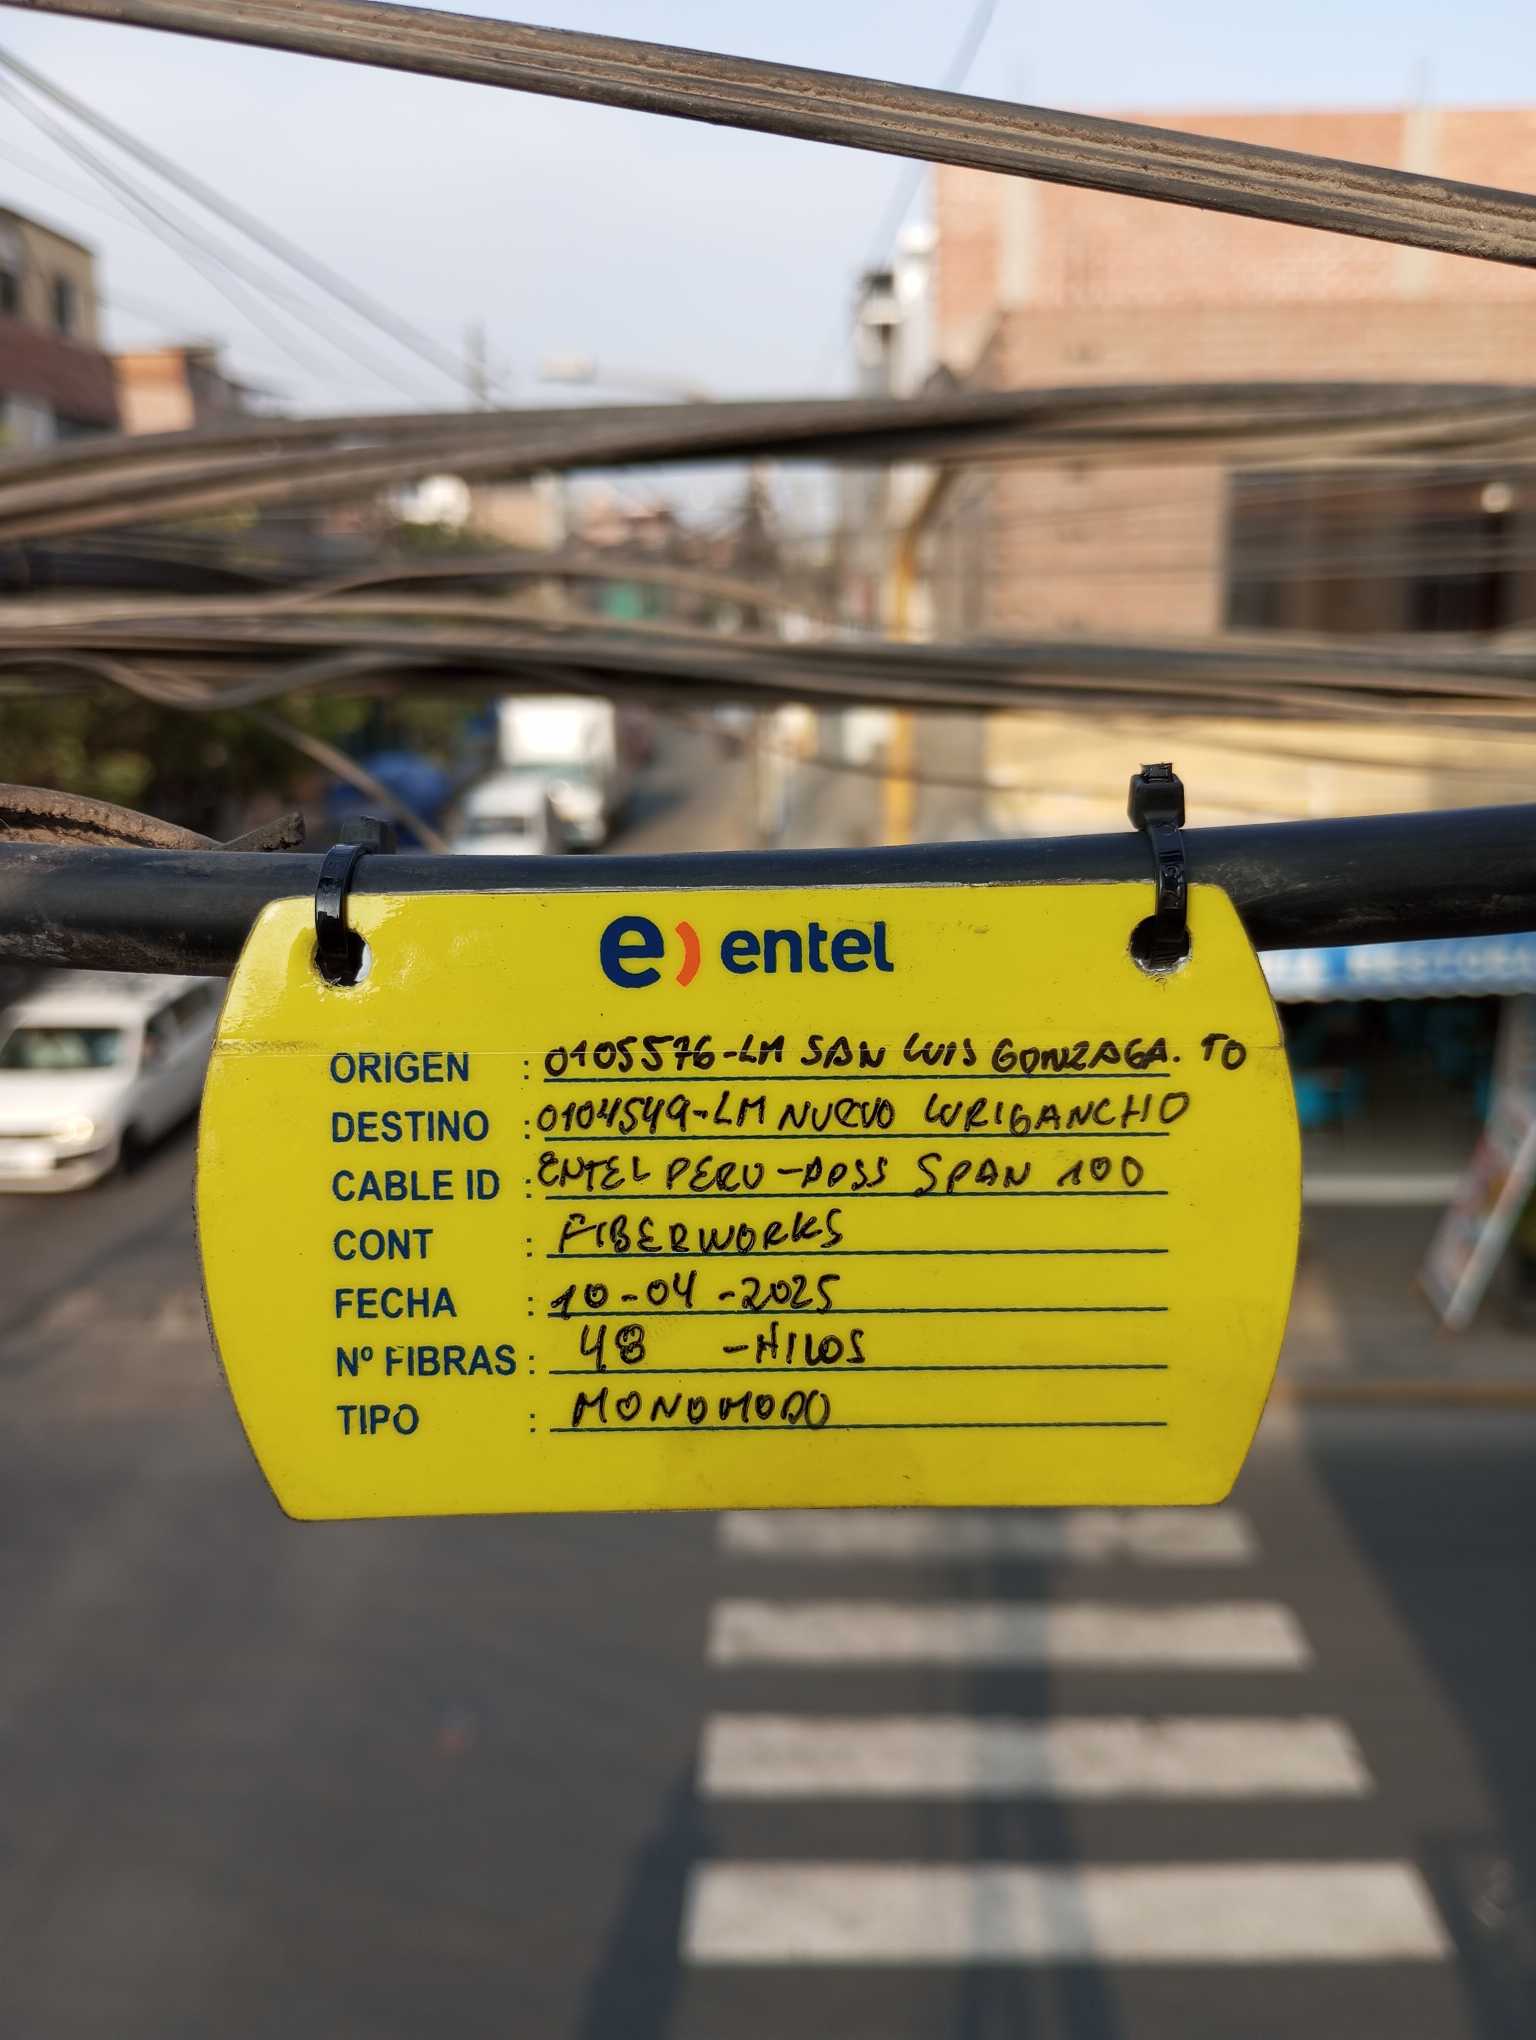 e) entel
ORIGEN : 0105576-LM SAN LUIS GONZAGA. TO
DESTINO : 0104549-LM NUEVO LURIGANCHO
CABLE ID : ENTEL PERU-ADSS SPAN 100
CONT : FIBERWORKS
FECHA : 10-04-2025
Nº FIBRAS : 48 -HILOS
TIPO : MONOMODO